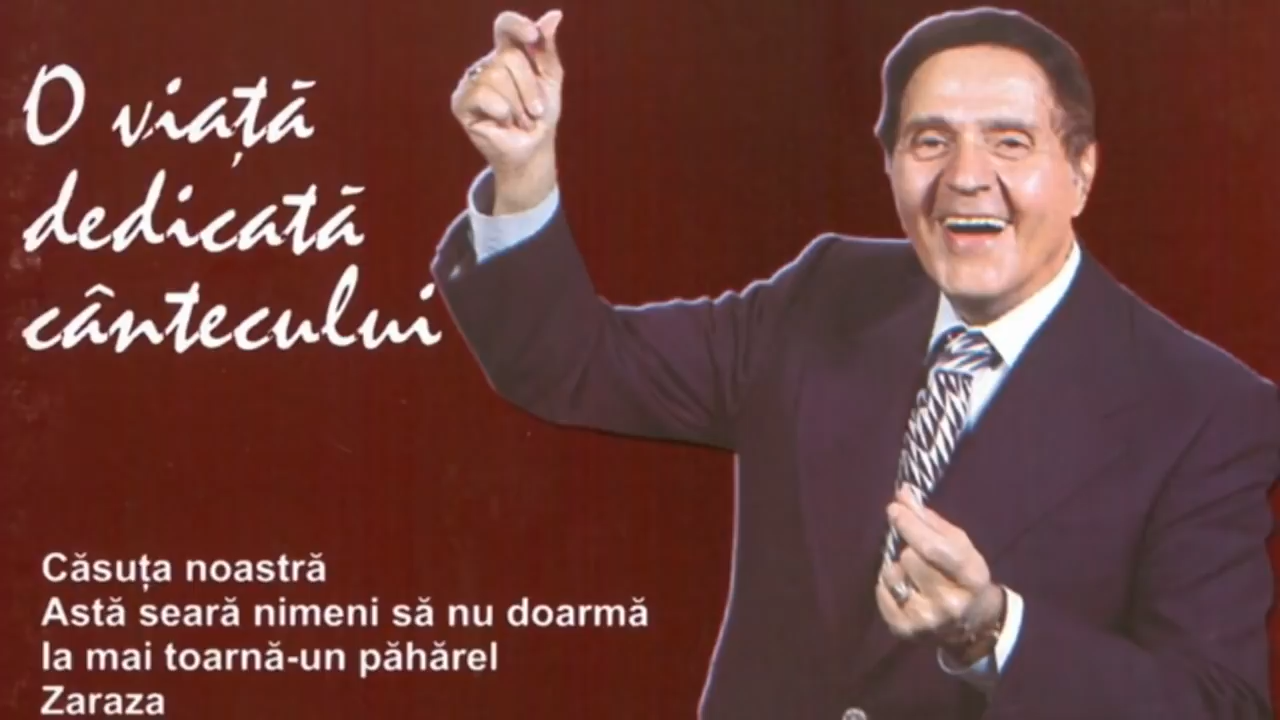 O viață
dedicată
cântecului
Căsuța noastră
Astă seară nimeni să nu doarmă
Ia mai toarnă-un păhărel
Zaraza